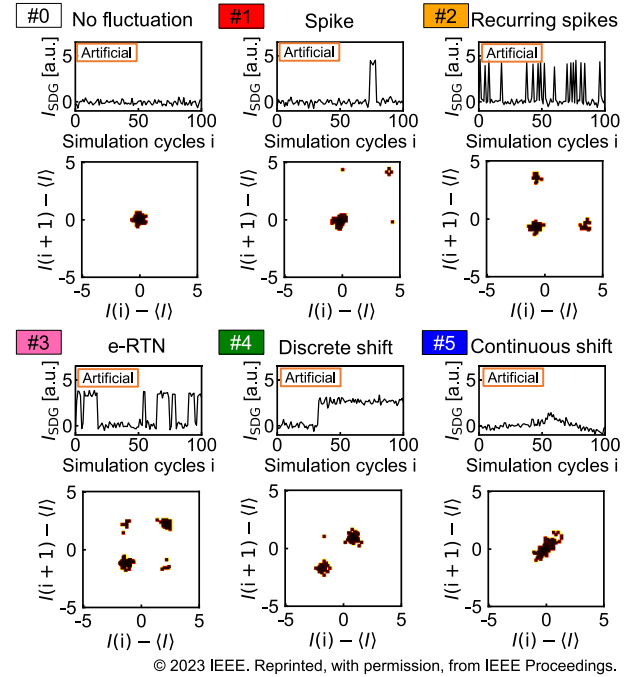 #0 No fluctuation #1 Spike #2 Recurring spikes
I_SDG [a.u.] 5 0 Artificial I_SDG [a.u.] 5 0 Artificial I_SDG [a.u.] 5 0 Artificial
0 50 100 0 50 100 0 50 100
Simulation cycles i Simulation cycles i Simulation cycles i
I(i + 1) − ⟨I⟩ 5 0 -5 I(i + 1) − ⟨I⟩ 5 0 -5 I(i + 1) − ⟨I⟩ 5 0 -5
-5 0 5 -5 0 5 -5 0 5
I(i) − ⟨I⟩ I(i) − ⟨I⟩ I(i) − ⟨I⟩
#3 e-RTN #4 Discrete shift #5 Continuous shift
I_SDG [a.u.] 5 0 Artificial I_SDG [a.u.] 5 0 Artificial I_SDG [a.u.] 5 0 Artificial
0 50 100 0 50 100 0 50 100
Simulation cycles i Simulation cycles i Simulation cycles i
I(i + 1) − ⟨I⟩ 5 0 -5 I(i + 1) − ⟨I⟩ 5 0 -5 I(i + 1) − ⟨I⟩ 5 0 -5
-5 0 5 -5 0 5 -5 0 5
I(i) − ⟨I⟩ I(i) − ⟨I⟩ I(i) − ⟨I⟩
© 2023 IEEE. Reprinted, with permission, from IEEE Proceedings.